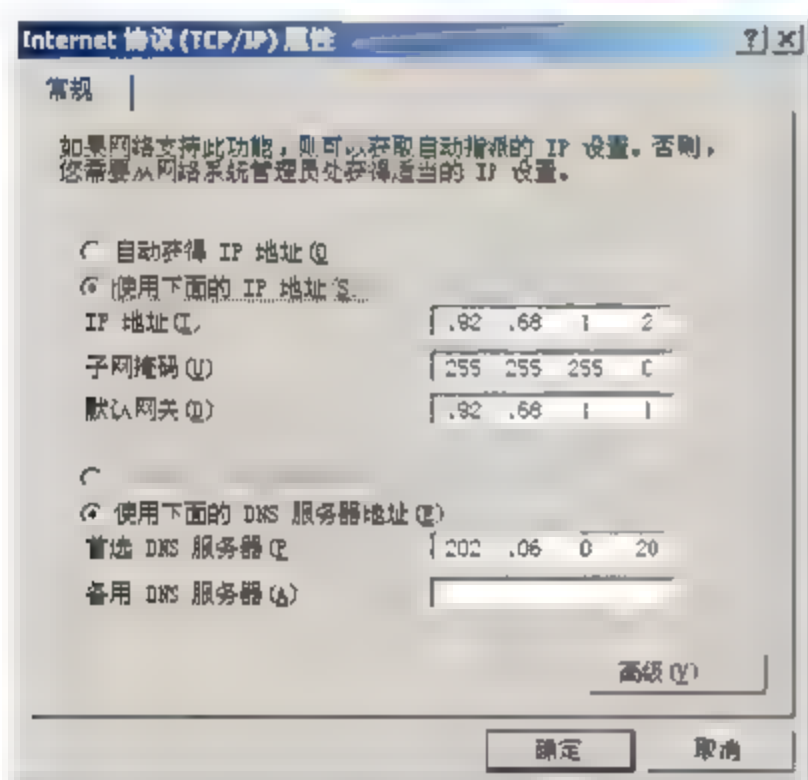 Internet 协议 (TCP/IP) 属性
常规
如果网络支持此功能，则可以获取自动指派的 IP 设置。否则，
您需要从网络系统管理员处获得适当的 IP 设置。
自动获得 IP 地址(O
使用下面的 IP 地址(S
IP 地址(I
.92 .68 1 2
子网掩码(U)
255 255 255 0
默认网关(D)
.92 .68 1 1
使用下面的 DNS 服务器地址(E)
首选 DNS 服务器(P
202 .06 0 20
备用 DNS 服务器(A)
高级(V)
确定
取消